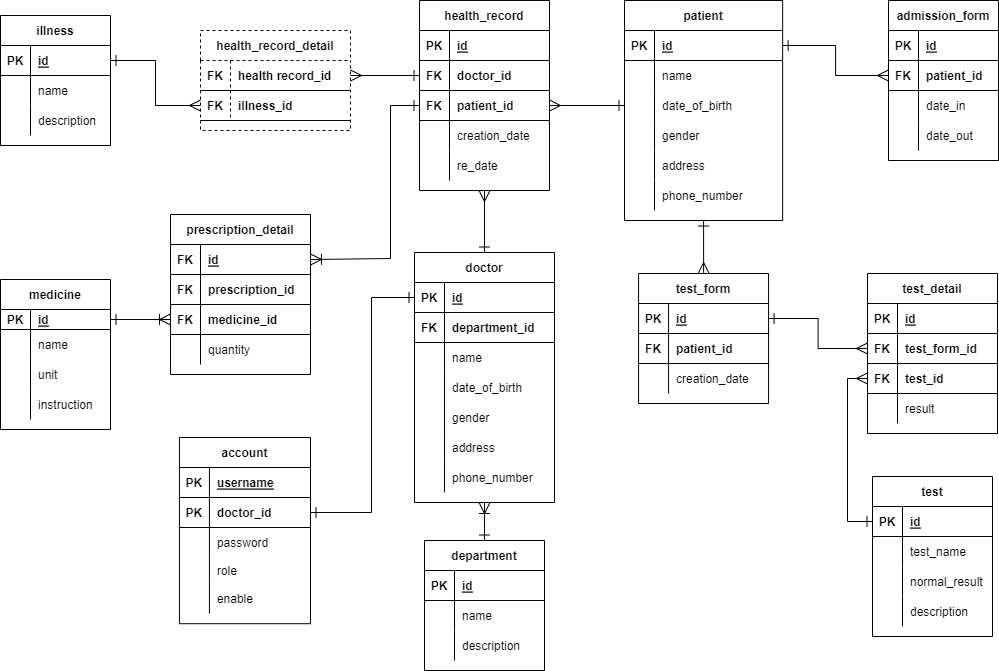 illness
PK id
name
description
health_record_detail
FK health record_id
FK illness_id
health_record
PK id
FK doctor_id
FK patient_id
creation_date
re_date
patient
PK id
name
date_of_birth
gender
address
phone_number
admission_form
PK id
FK patient_id
date_in
date_out
prescription_detail
FK id
FK prescription_id
FK medicine_id
quantity
medicine
PK id
name
unit
instruction
doctor
PK id
FK department_id
name
date_of_birth
gender
address
phone_number
test_form
PK id
FK patient_id
creation_date
test_detail
PK id
FK test_form_id
FK test_id
result
account
PK username
PK doctor_id
password
role
enable
department
PK id
name
description
test
PK id
test_name
normal_result
description